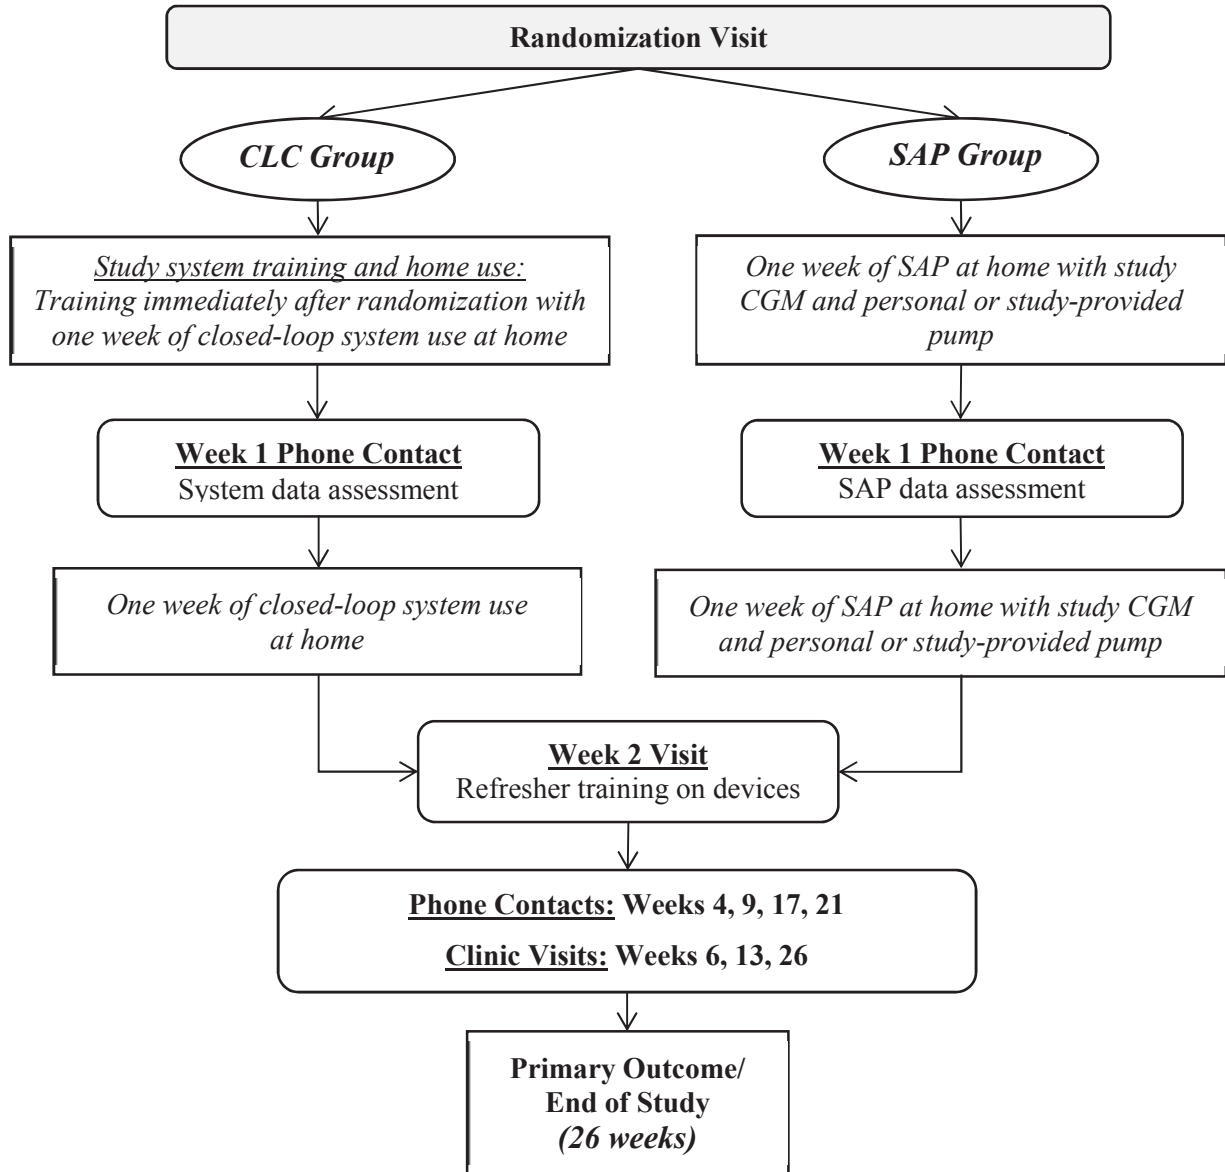 Randomization Visit
CLC Group
SAP Group
Study system training and home use:
Training immediately after randomization with
one week of closed-loop system use at home
One week of SAP at home with study
CGM and personal or study-provided
pump
Week 1 Phone Contact
System data assessment
Week 1 Phone Contact
SAP data assessment
One week of closed-loop system use
at home
One week of SAP at home with study CGM
and personal or study-provided pump
Week 2 Visit
Refresher training on devices
Phone Contacts: Weeks 4, 9, 17, 21
Clinic Visits: Weeks 6, 13, 26
Primary Outcome/
End of Study
(26 weeks)